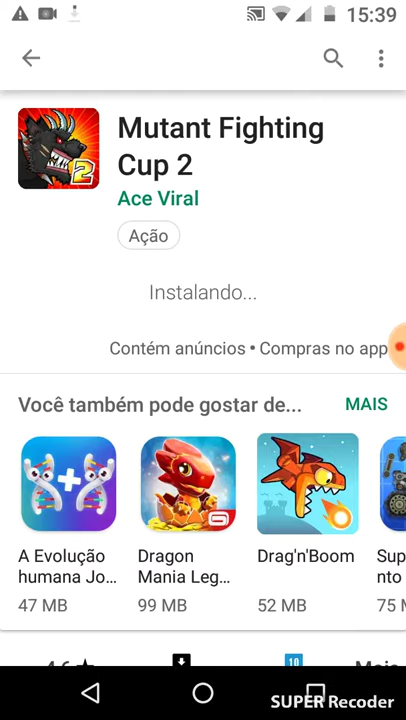 15:39
Mutant Fighting
Cup 2
Ace Viral
Ação
Instalando...
Contém anúncios • Compras no app
Você também pode gostar de...
MAIS
A Evolução
humana Jo...
47 MB
Dragon
Mania Leg...
99 MB
Drag'n'Boom
52 MB
Sup
nto
75 M
10
SUPER Recoder